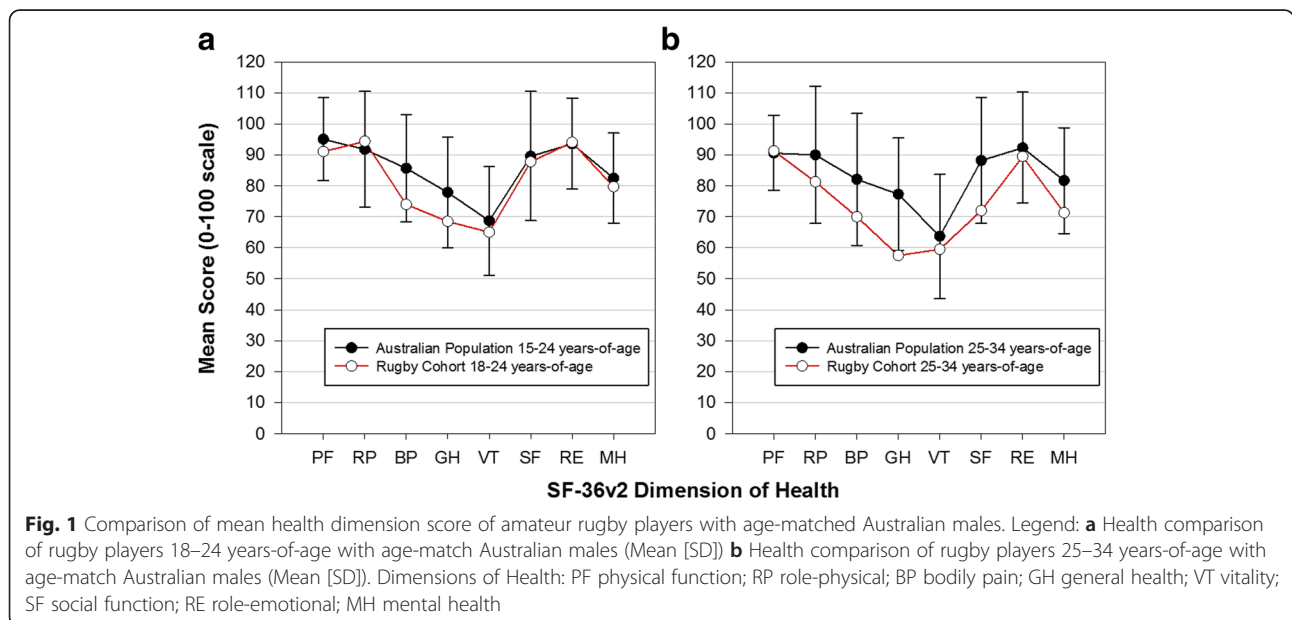 a
120
110
100
90
80
70
60
50
40
30
20
10
0
Mean Score (0-100 scale)
Australian Population 15-24 years-of-age
Rugby Cohort 18-24 years-of-age
PF RP BP GH VT SF RE MH
b
120
110
100
90
80
70
60
50
40
30
20
10
0
Australian Population 25-34 years-of-age
Rugby Cohort 25-34 years-of-age
PF RP BP GH VT SF RE MH
SF-36v2 Dimension of Health
Fig. 1 Comparison of mean health dimension score of amateur rugby players with age-matched Australian males. Legend: a Health comparison
of rugby players 18–24 years-of-age with age-match Australian males (Mean [SD]) b Health comparison of rugby players 25–34 years-of-age with
age-match Australian males (Mean [SD]). Dimensions of Health: PF physical function; RP role-physical; BP bodily pain; GH general health; VT vitality;
SF social function; RE role-emotional; MH mental health